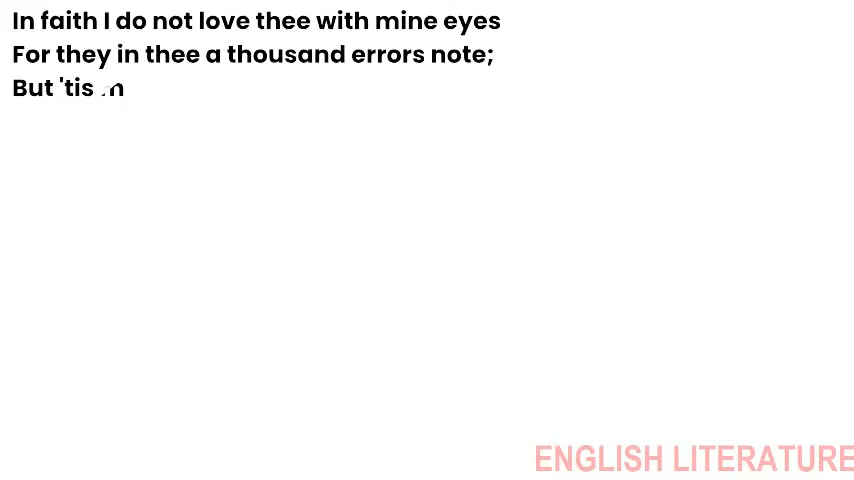 In faith I do not love thee with mine eyes
For they in thee a thousand errors note;
But 'tis
ENGLISH LITERATURE